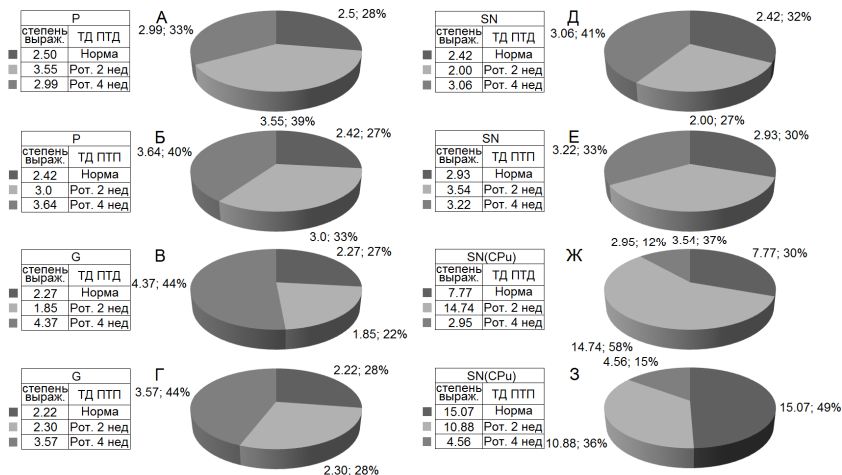 P
А
степень выраж. ТД ПТД
2.50 Норма
3.55 Рот. 2 нед
2.99 Рот. 4 нед
2.99; 33%
2.5; 28%
3.55; 39%
P
Б
степень выраж. ТД ПТП
2.42 Норма
3.0 Рот. 2 нед
3.64 Рот. 4 нед
3.64; 40%
2.42; 27%
3.0; 33%
G
В
степень выраж. ТД ПТД
2.27 Норма
1.85 Рот. 2 нед
4.37 Рот. 4 нед
4.37; 44%
2.27; 27%
1.85; 22%
G
Г
степень выраж. ТД ПТП
2.22 Норма
2.30 Рот. 2 нед
3.57 Рот. 4 нед
3.57; 44%
2.22; 28%
2.30; 28%
SN
Д
степень выраж. ТД ПТД
2.42 Норма
2.00 Рот. 2 нед
3.06 Рот. 4 нед
3.06; 41%
2.42; 32%
2.00; 27%
SN
Е
степень выраж. ТД ПТП
2.93 Норма
3.54 Рот. 2 нед
3.22 Рот. 4 нед
3.22; 33%
2.93; 30%
3.54; 37%
SN(CPu)
Ж
степень выраж. ТД ПТД
7.77 Норма
14.74 Рот. 2 нед
2.95 Рот. 4 нед
2.95; 12%
7.77; 30%
14.74; 58%
SN(CPu)
З
степень выраж. ТД ПТП
15.07 Норма
10.88 Рот. 2 нед
4.56 Рот. 4 нед
4.56; 15%
15.07; 49%
10.88; 36%